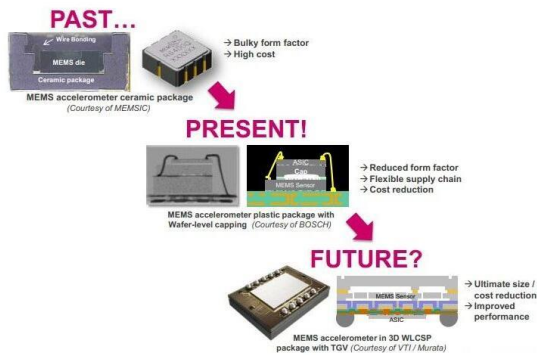 PAST…
Wire Bonding
MEMS die
Ceramic package
→ Bulky form factor
→ High cost
MEMS accelerometer ceramic package
(Courtesy of MEMSIC)
PRESENT!
ASIC
Cap
MEMS Sensor
→ Reduced form factor
→ Flexible supply chain
→ Cost reduction
MEMS accelerometer plastic package with
Wafer-level capping (Courtesy of BOSCH)
FUTURE?
MEMS Sensor
ASIC
→ Ultimate size /
cost reduction
→ Improved
performance
MEMS accelerometer in 3D WLCSP
package with TGV (Courtesy of VTI / Murata)